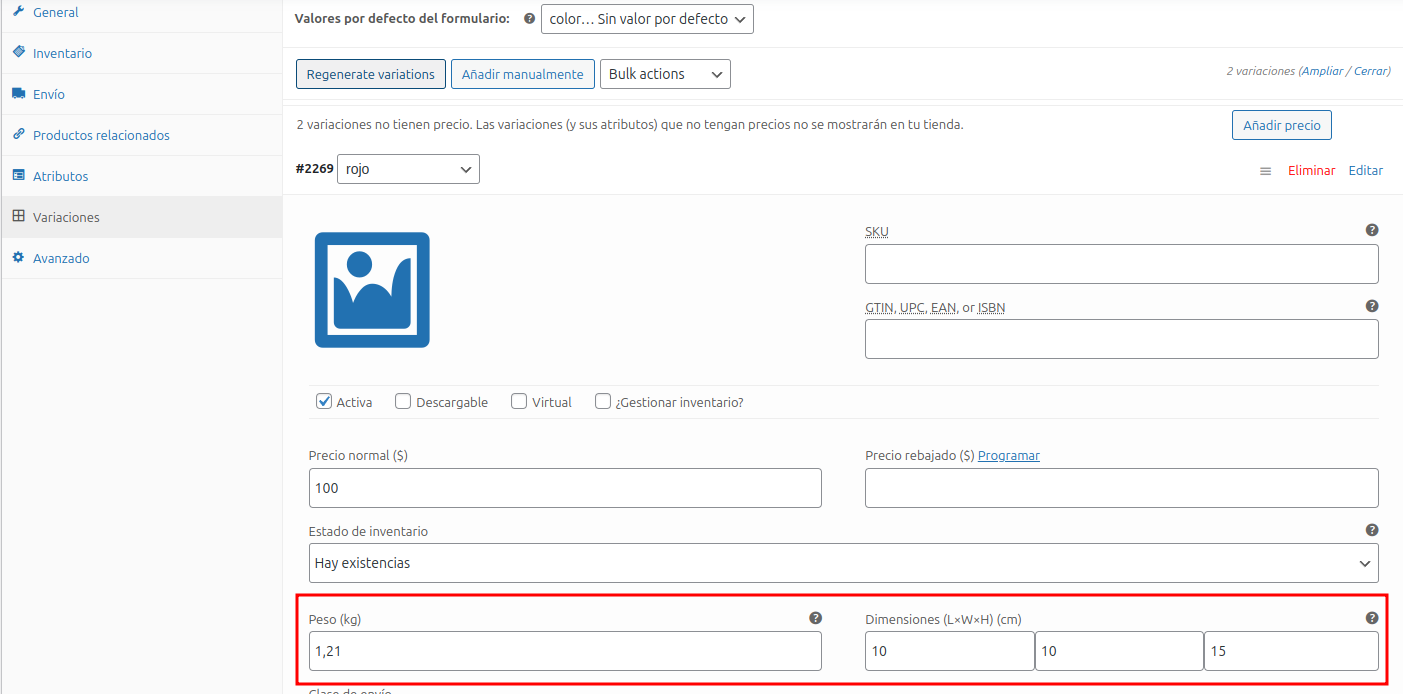 General
Inventario
Envío
Productos relacionados
Atributos
Variaciones
Avanzado
Valores por defecto del formulario: color… Sin valor por defecto
Regenerate variations Añadir manualmente Bulk actions 2 variaciones (Ampliar / Cerrar)
2 variaciones no tienen precio. Las variaciones (y sus atributos) que no tengan precios no se mostrarán en tu tienda. Añadir precio
#2269 rojo Eliminar Editar
SKU
GTIN, UPC, EAN, or ISBN
Activa Descargable Virtual ¿Gestionar inventario?
Precio normal ($) Precio rebajado ($) Programar
100
Estado de inventario
Hay existencias
Peso (kg) Dimensiones (L×W×H) (cm)
1,21 10 10 15
Clase de envío